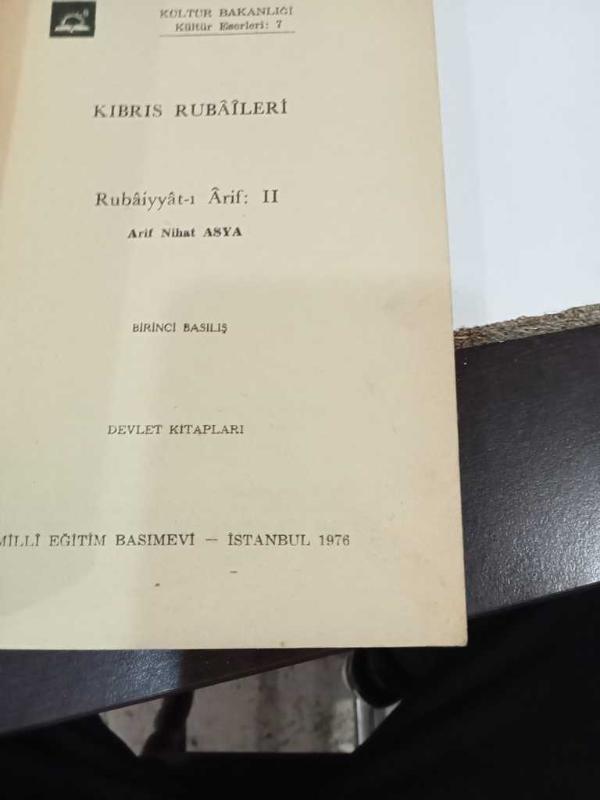 KÜLTÜR BAKANLIĞI
Kültür Eserleri: 7
KIBRIS RUBÂÎLERİ
Rubâiyyât-ı Ârif: II
Arif Nihat ASYA
BİRİNCİ BASILIŞ
DEVLET KİTAPLARI
MİLLÎ EĞİTİM BASIMEVİ — İSTANBUL 1976